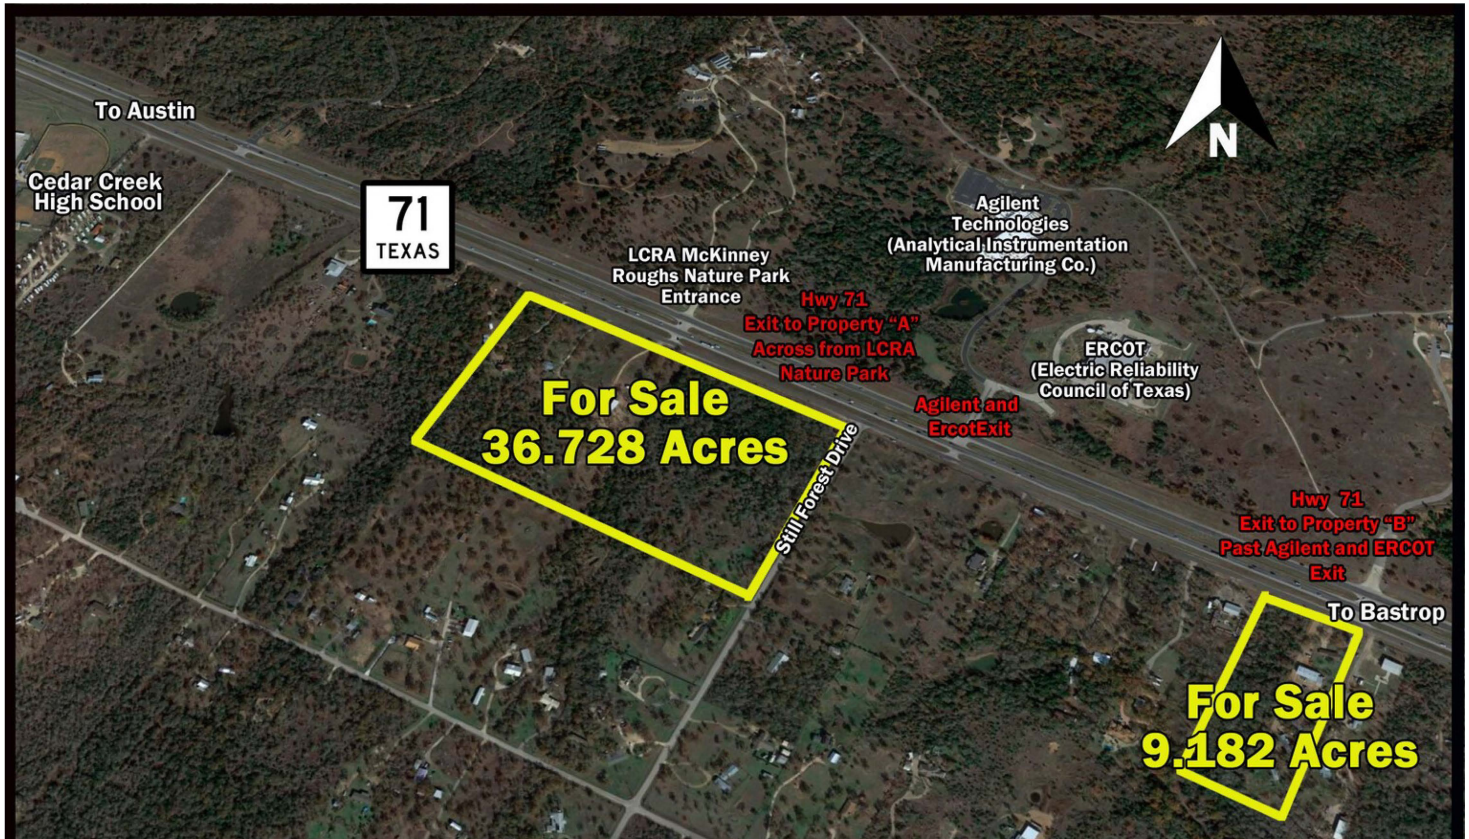 To Austin
Cedar Creek
High School
71
TEXAS
N
Agilent
Technologies
(Analytical Instrumentation
Manufacturing Co.)
LCRA McKinney
Roughs Nature Park
Entrance
Hwy 71
Exit to Property “A”
Across from LCRA
Nature Park
ERCOT
(Electric Reliability
Council of Texas)
Agilent and
ErcotExit
For Sale
36.728 Acres
Still Forest Drive
Hwy 71
Exit to Property “B”
Past Agilent and ERCOT
Exit
To Bastrop
For Sale
9.182 Acres